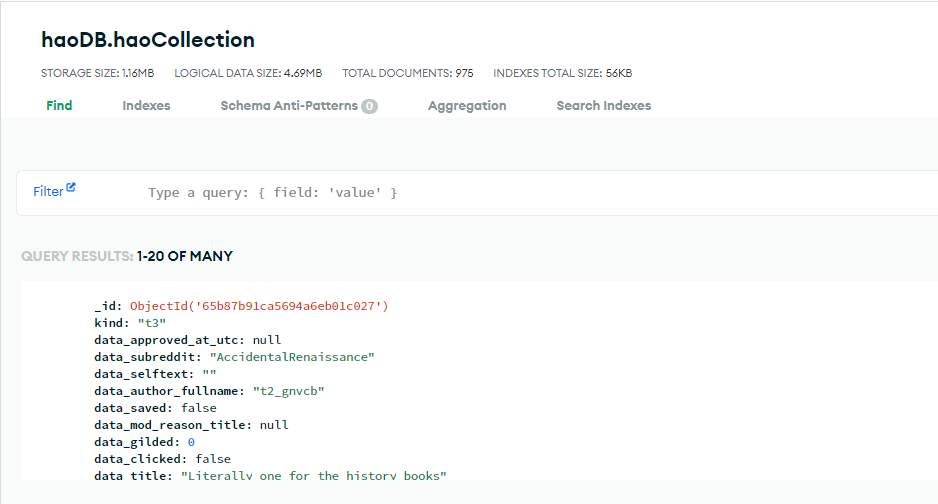 haoDB.haoCollection
STORAGE SIZE: 1.16MB LOGICAL DATA SIZE: 4.69MB TOTAL DOCUMENTS: 975 INDEXES TOTAL SIZE: 56KB
Find Indexes Schema Anti-Patterns 0 Aggregation Search Indexes
Filter Type a query: { field: 'value' }
QUERY RESULTS: 1-20 OF MANY
_id: ObjectId('65b87b91ca5694a6eb01c027')
kind: "t3"
data_approved_at_utc: null
data_subreddit: "AccidentalRenaissance"
data_selftext: ""
data_author_fullname: "t2_gnvcb"
data_saved: false
data_mod_reason_title: null
data_gilded: 0
data_clicked: false
data_title: "Literally one for the history books"